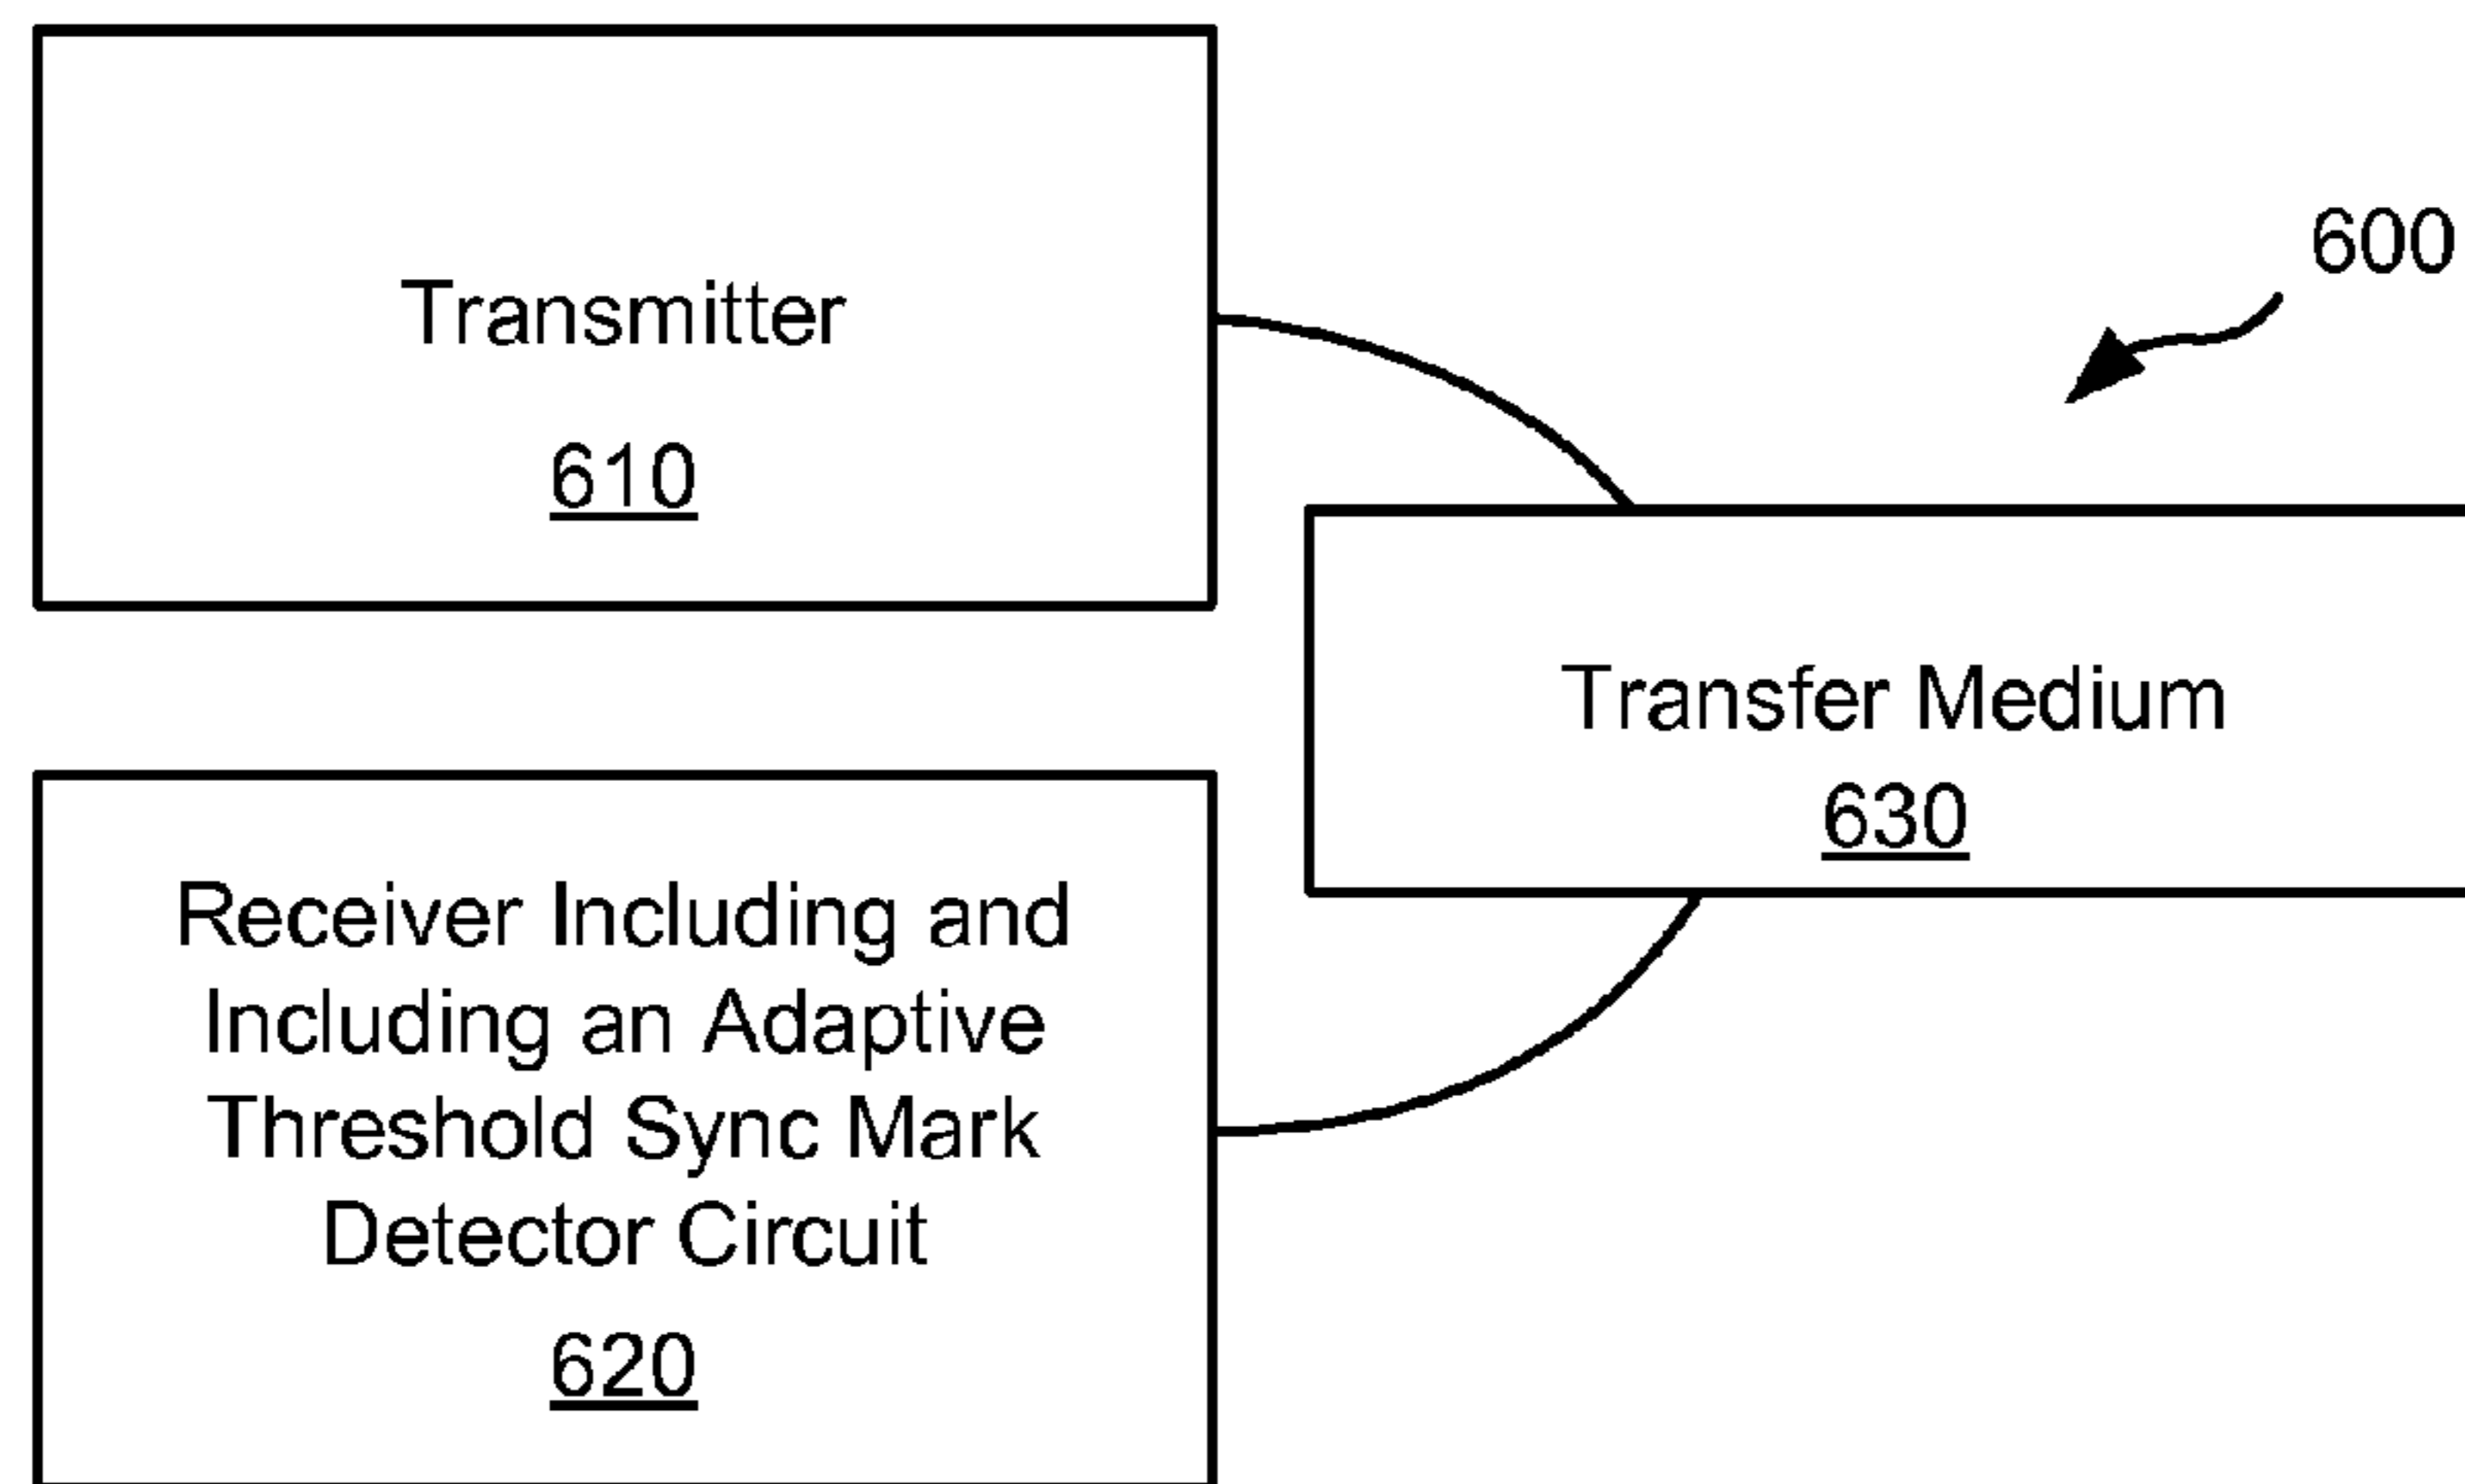 Transmitter
610
600
Transfer Medium
630
Receiver Including and
Including an Adaptive
Threshold Sync Mark
Detector Circuit
620